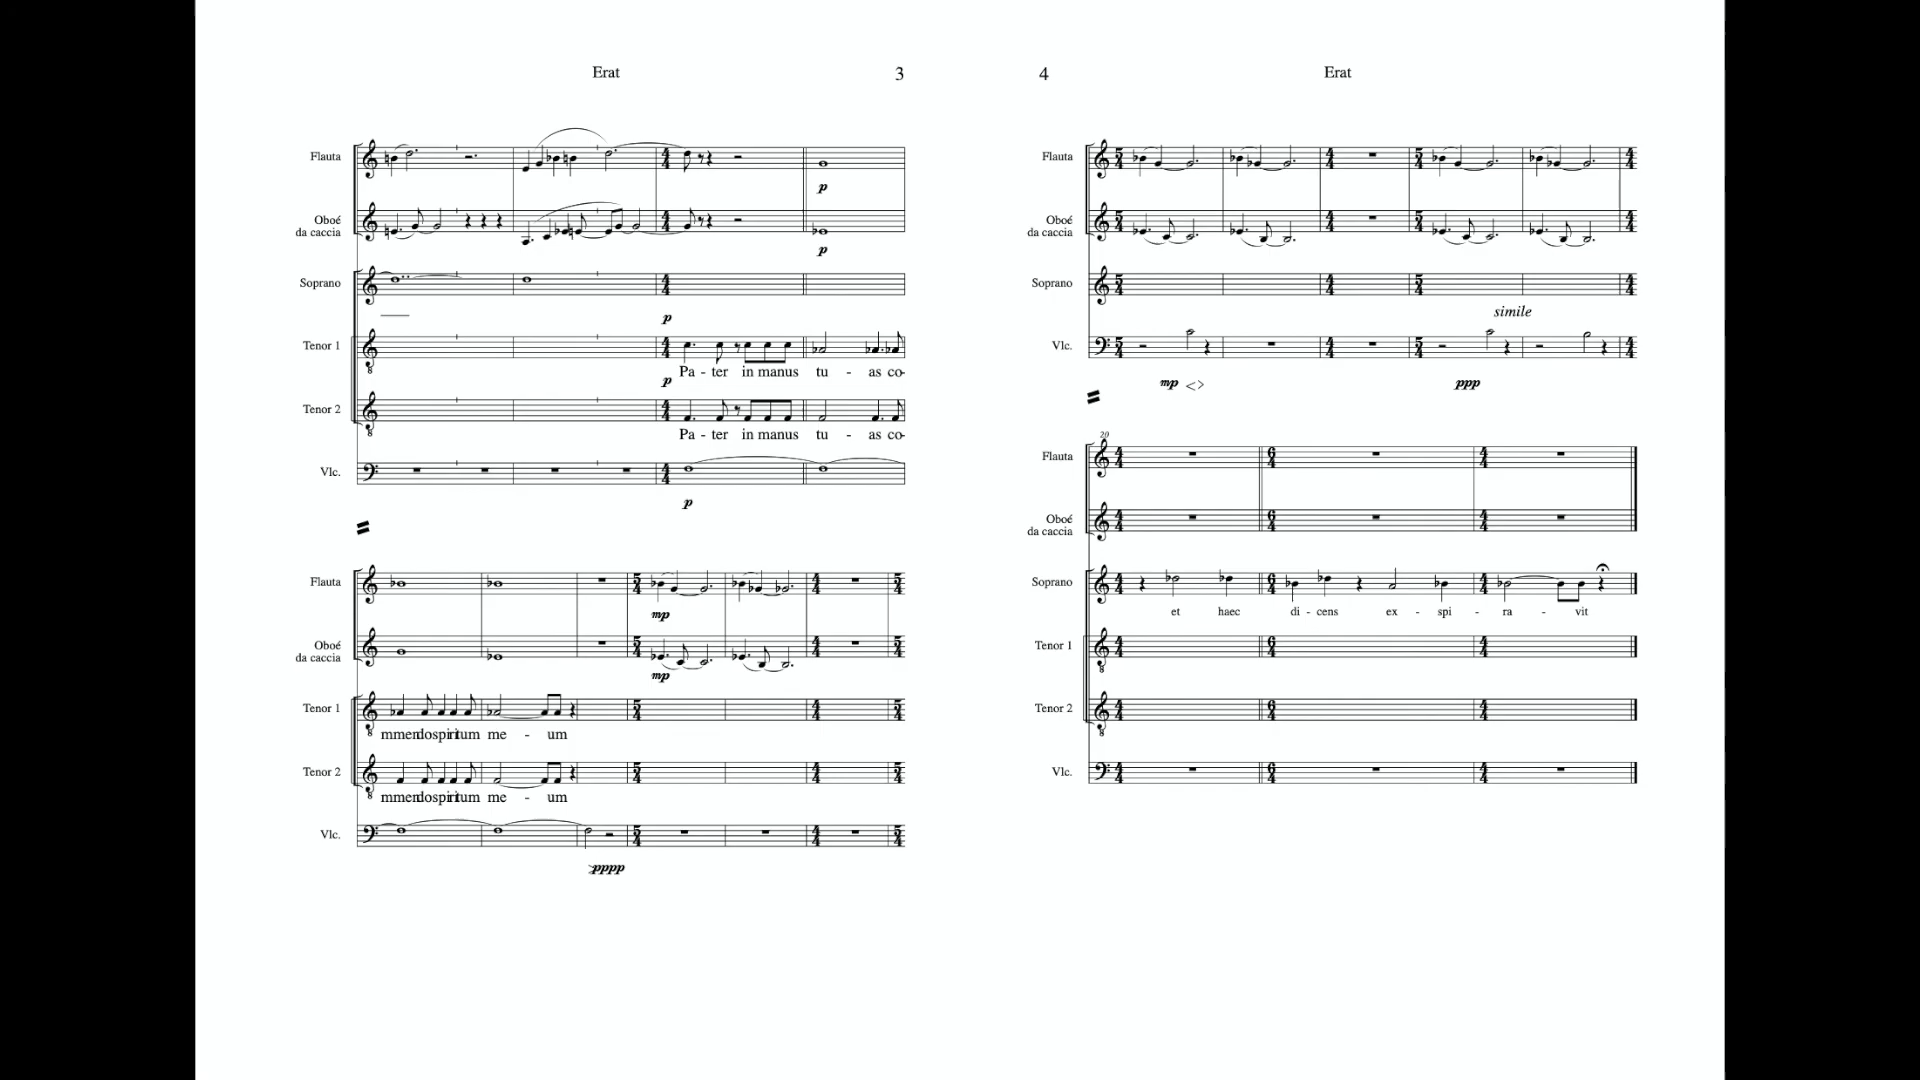 Erat 3
Flauta
p
Oboé
da caccia
p
Soprano
p
Tenor 1
Pa - ter in manus tu - as co-
p
Tenor 2
Pa - ter in manus tu - as co-
Vlc.
p
Flauta
mp
Oboé
da caccia
mp
Tenor 1
mmendospiritum me - um
Tenor 2
mmendospiritum me - um
Vlc.
pppp
4 Erat
Flauta
Oboé
da caccia
Soprano
simile
Vlc.
mp <> ppp
20
Flauta
Oboé
da caccia
Soprano
et haec di - cens ex - spi - ra - vit
Tenor 1
Tenor 2
Vlc.